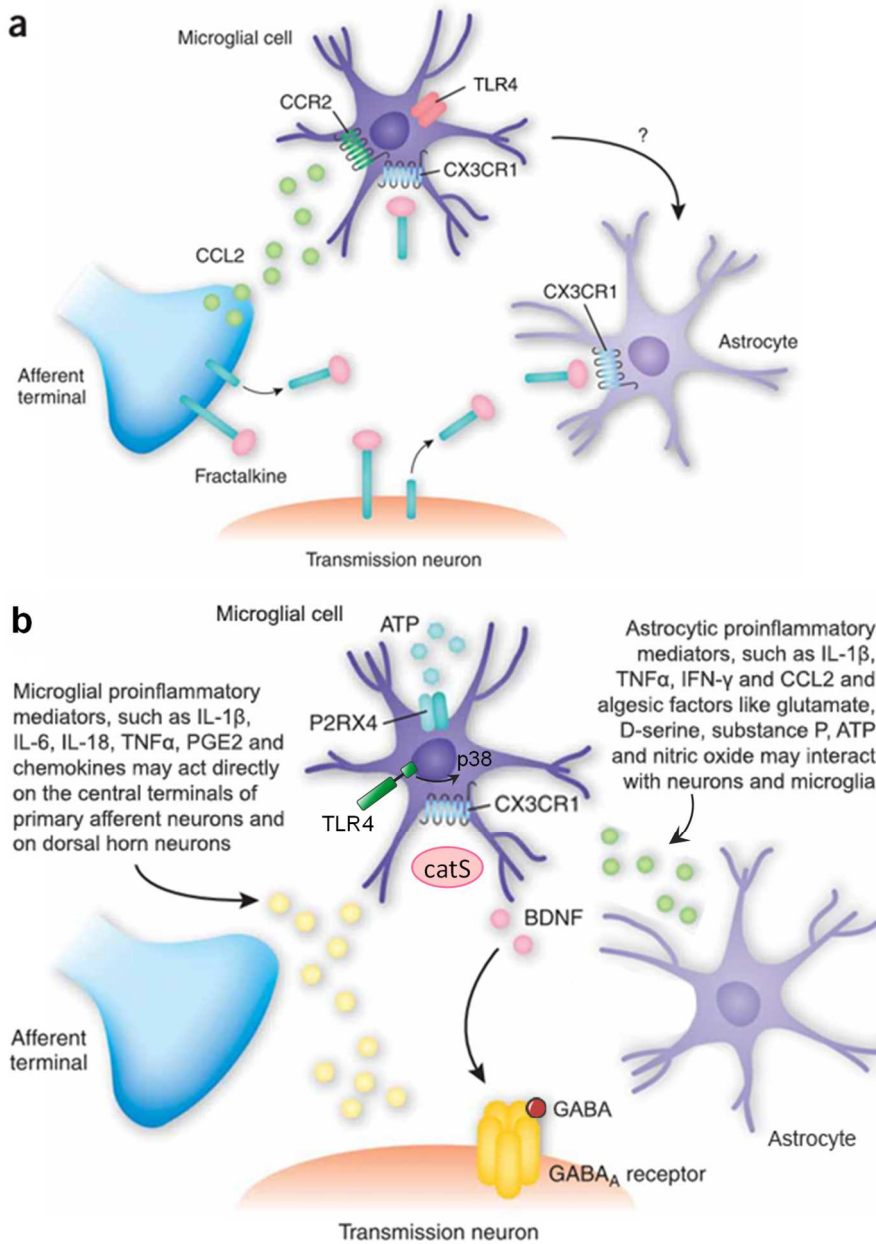 a
Microglial cell
TLR4
CCR2
?
CX3CR1
CCL2
CX3CR1
Astrocyte
Afferent
terminal
Fractalkine
Transmission neuron
b
Microglial cell
ATP
Astrocytic proinflammatory
mediators, such as IL-1β,
TNFα, IFN-γ and CCL2 and
algesic factors like glutamate,
D-serine, substance P, ATP
and nitric oxide may interact
with neurons and microglia
Microglial proinflammatory
mediators, such as IL-1β,
IL-6, IL-18, TNFα, PGE2 and
chemokines may act directly
on the central terminals of
primary afferent neurons and
on dorsal horn neurons
P2RX4
p38
CX3CR1
TLR4
catS
BDNF
Afferent
terminal
GABA
Astrocyte
GABAA receptor
Transmission neuron